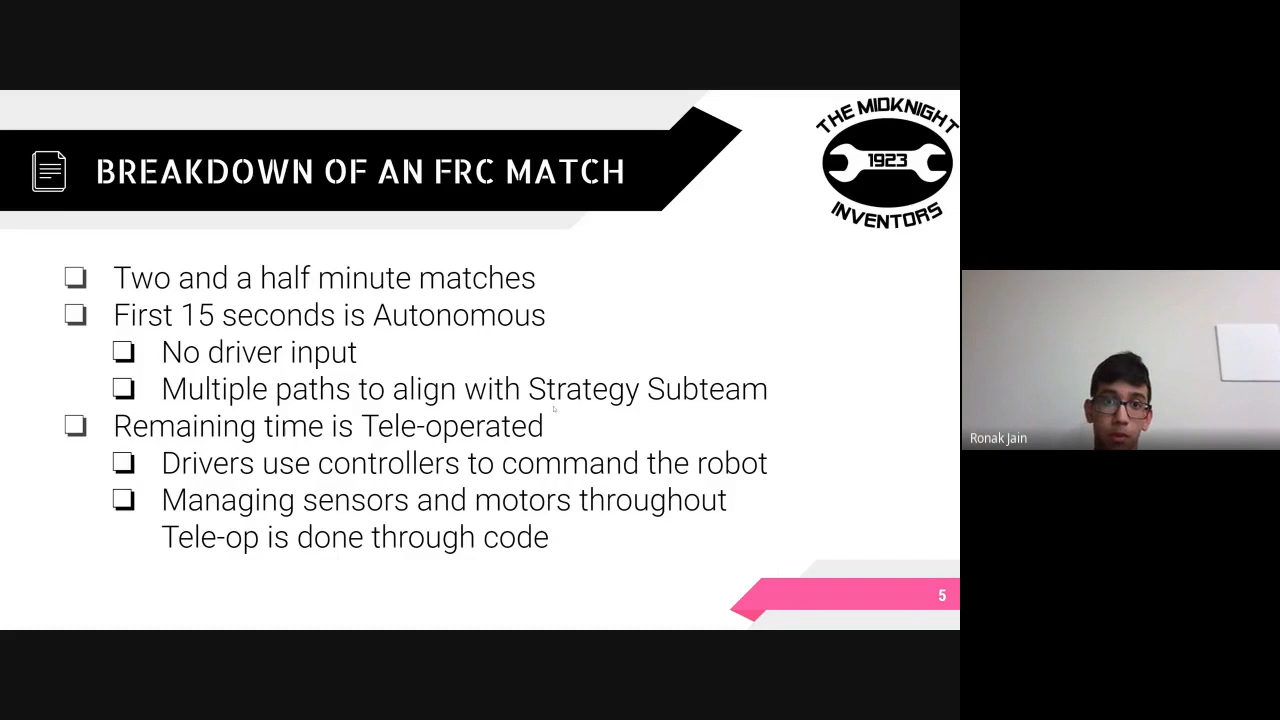 THE MIDKNIGHT
1923
INVENTORS
BREAKDOWN OF AN FRC MATCH
Two and a half minute matches
First 15 seconds is Autonomous
No driver input
Multiple paths to align with Strategy Subteam
Remaining time is Tele-operated
Drivers use controllers to command the robot
Managing sensors and motors throughout
Tele-op is done through code
5
Ronak Jain